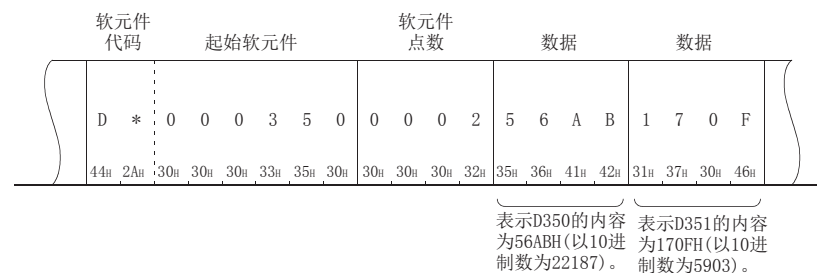 软元件
代码
起始软元件
软元件
点数
数据
数据
D * 0 0 0 3 5 0 0 0 0 2 5 6 A B 1 7 0 F
44H 2AH 30H 30H 30H 33H 35H 30H 30H 30H 30H 32H 35H 36H 41H 42H 31H 37H 30H 46H
表示D350的内容
为56ABH(以10进
制数为22187)。
表示D351的内容
为170FH(以10进
制数为5903)。